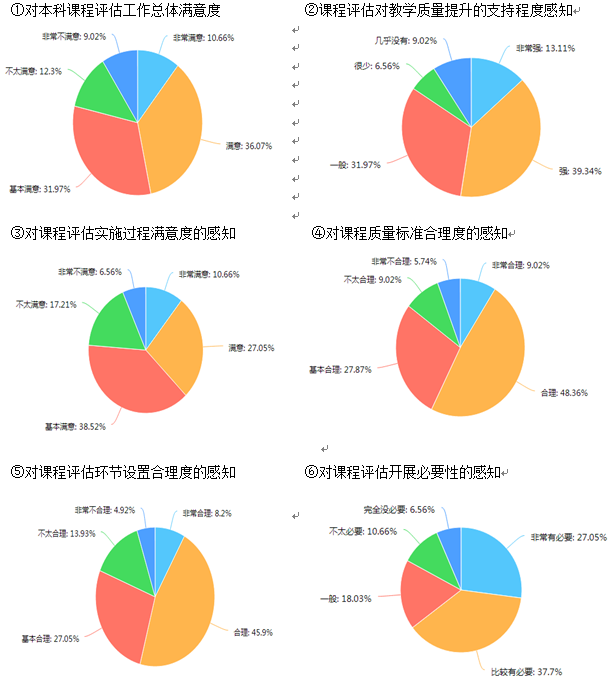 ①对本科课程评估工作总体满意度
非常不满意: 9.02%
非常满意: 10.66%
不太满意: 12.3%
满意: 36.07%
基本满意: 31.97%
②课程评估对教学质量提升的支持程度感知
几乎没有: 9.02%
非常强: 13.11%
很少: 6.56%
一般: 31.97%
强: 39.34%
③对课程评估实施过程满意度的感知
非常不满意: 6.56%
非常满意: 10.66%
不太满意: 17.21%
满意: 27.05%
基本满意: 38.52%
④对课程质量标准合理度的感知
非常不合理: 5.74%
非常合理: 9.02%
不太合理: 9.02%
基本合理: 27.87%
合理: 48.36%
⑤对课程评估环节设置合理度的感知
非常不合理: 4.92%
非常合理: 8.2%
不太合理: 13.93%
基本合理: 27.05%
合理: 45.9%
⑥对课程评估开展必要性的感知
完全没必要: 6.56%
非常有必要: 27.05%
不太必要: 10.66%
一般: 18.03%
比较有必要: 37.7%